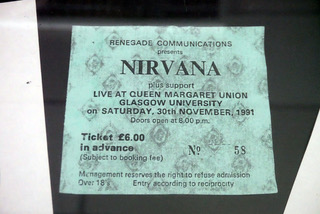 RENEGADE COMMUNICATIONS
presents
NIRVANA
plus support
LIVE AT QUEEN MARGARET UNION
GLASGOW UNIVERSITY
on SATURDAY, 30th NOVEMBER, 1991
Doors open at 8.00 p.m.
Ticket £6.00
in advance
(Subject to booking fee)
Nº 58
Management reserves the right to refuse admission
Over 18's Entry according to reciprocity